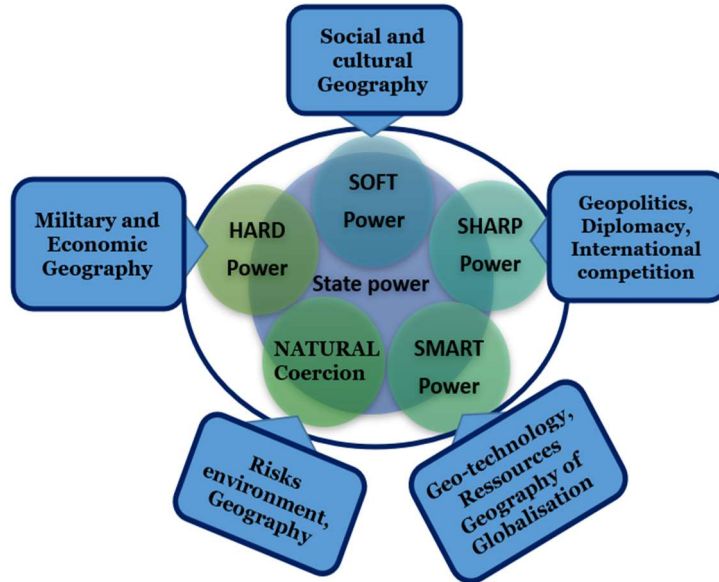 Social and
cultural
Geography
Military and
Economic
Geography
HARD
Power
SOFT
Power
SHARP
Power
Geopolitics,
Diplomacy,
International
competition
State power
NATURAL
Coercion
SMART
Power
Risks
environment,
Geography
Geo-technology,
Ressources
Geography of
Globalisation